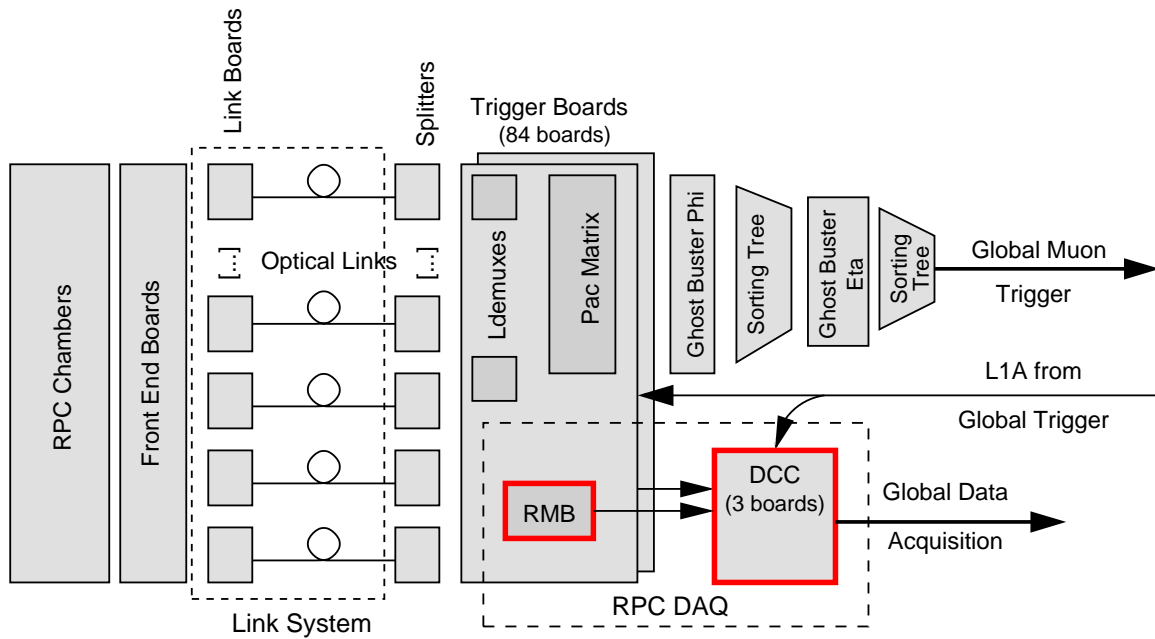 Link Boards
Splitters
Trigger Boards
(84 boards)
RPC Chambers
Front End Boards
[...]
Optical Links
[...]
Ldemuxes
Pac Matrix
Ghost Buster Phi
Sorting Tree
Ghost Buster
Eta
Sorting
Tree
Global Muon
Trigger
L1A from
Global Trigger
RMB
DCC
(3 boards)
Global Data
Acquisition
RPC DAQ
Link System